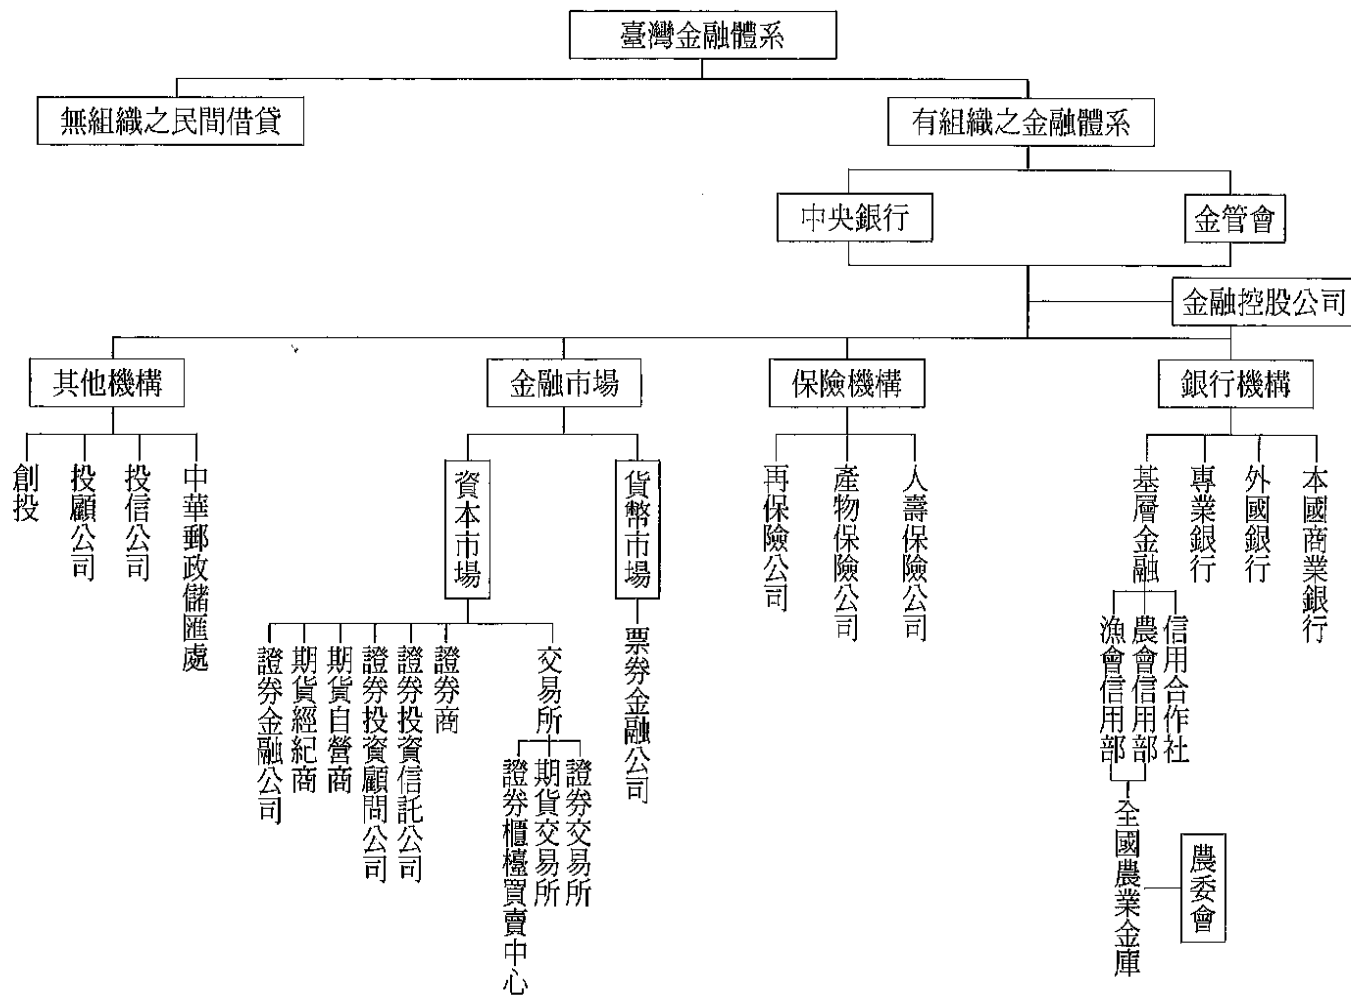 臺灣金融體系
無組織之民間借貸
有組織之金融體系
中央銀行
金管會
金融控股公司
其他機構
金融市場
保險機構
銀行機構
創投
投顧公司
投信公司
中華郵政儲匯處
資本市場
貨幣市場
再保險公司
產物保險公司
人壽保險公司
基層金融
專業銀行
外國銀行
本國商業銀行
證券金融公司
期貨經紀商
期貨自營商
證券投資顧問公司
證券投資信託公司
證券商
交易所
票券金融公司
漁會信用部
農會信用部
信用合作社
證券櫃檯買賣中心
期貨交易所
證券交易所
全國農業金庫
農委會